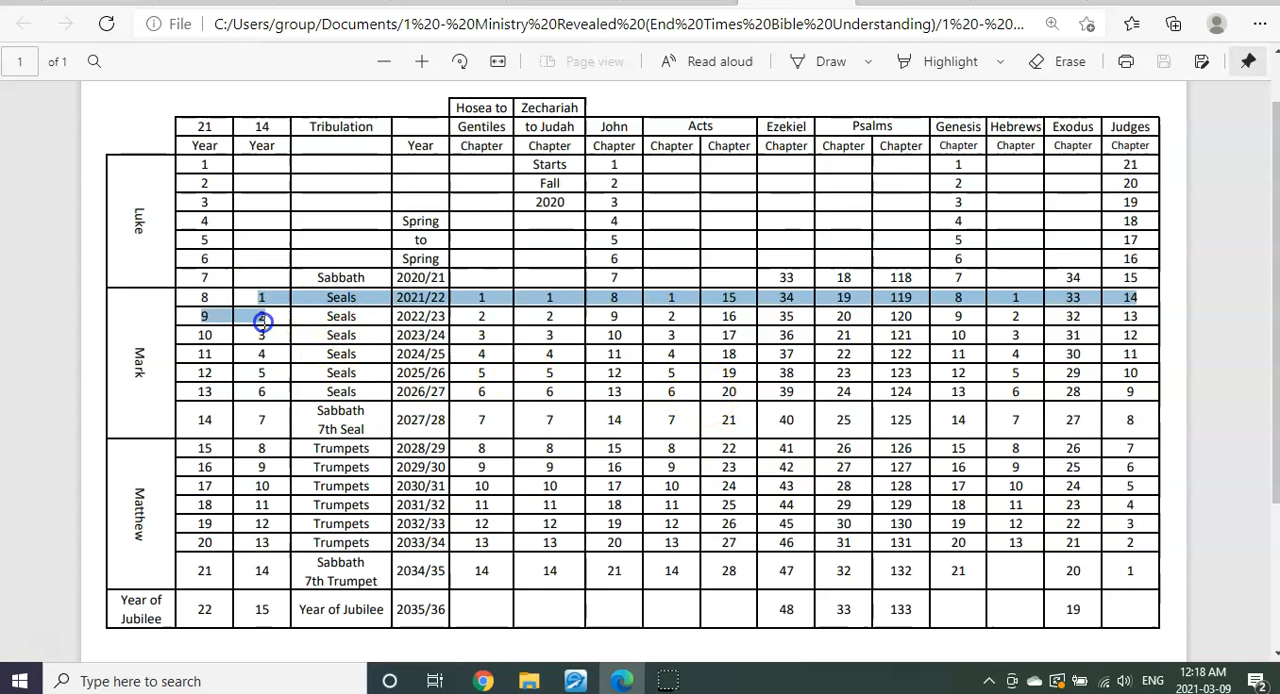 File C:/Users/group/Documents/1%20-%20Ministry%20Revealed%20(End%20Times%20Bible%20Understanding)/1%20-%20...
1 of 1 Page view Read aloud Draw Highlight Erase
Hosea to Zechariah
21 14 Tribulation Gentiles to Judah John Acts Ezekiel Psalms Genesis Hebrews Exodus Judges
Year Year Year Chapter Chapter Chapter Chapter Chapter Chapter Chapter Chapter Chapter Chapter Chapter Chapter
Luke
1 Starts 1 1 21
2 Fall 2 2 20
3 2020 3 3 19
4 Spring 4 4 18
5 to 5 5 17
6 Spring 6 6 16
7 Sabbath 2020/21 7 33 18 118 7 34 15
Mark
8 1 Seals 2021/22 1 1 8 1 15 34 19 119 8 1 33 14
9 2 Seals 2022/23 2 2 9 2 16 35 20 120 9 2 32 13
10 3 Seals 2023/24 3 3 10 3 17 36 21 121 10 3 31 12
11 4 Seals 2024/25 4 4 11 4 18 37 22 122 11 4 30 11
12 5 Seals 2025/26 5 5 12 5 19 38 23 123 12 5 29 10
13 6 Seals 2026/27 6 6 13 6 20 39 24 124 13 6 28 9
Sabbath
14 7 7th Seal 2027/28 7 7 14 7 21 40 25 125 14 7 27 8
Matthew
15 8 Trumpets 2028/29 8 8 15 8 22 41 26 126 15 8 26 7
16 9 Trumpets 2029/30 9 9 16 9 23 42 27 127 16 9 25 6
17 10 Trumpets 2030/31 10 10 17 10 24 43 28 128 17 10 24 5
18 11 Trumpets 2031/32 11 11 18 11 25 44 29 129 18 11 23 4
19 12 Trumpets 2032/33 12 12 19 12 26 45 30 130 19 12 22 3
20 13 Trumpets 2033/34 13 13 20 13 27 46 31 131 20 13 21 2
Sabbath
21 14 7th Trumpet 2034/35 14 14 21 14 28 47 32 132 21 20 1
Year of
Jubilee 22 15 Year of Jubilee 2035/36 48 33 133 19
Type here to search ENG 12:18 AM
2021-03-09 2